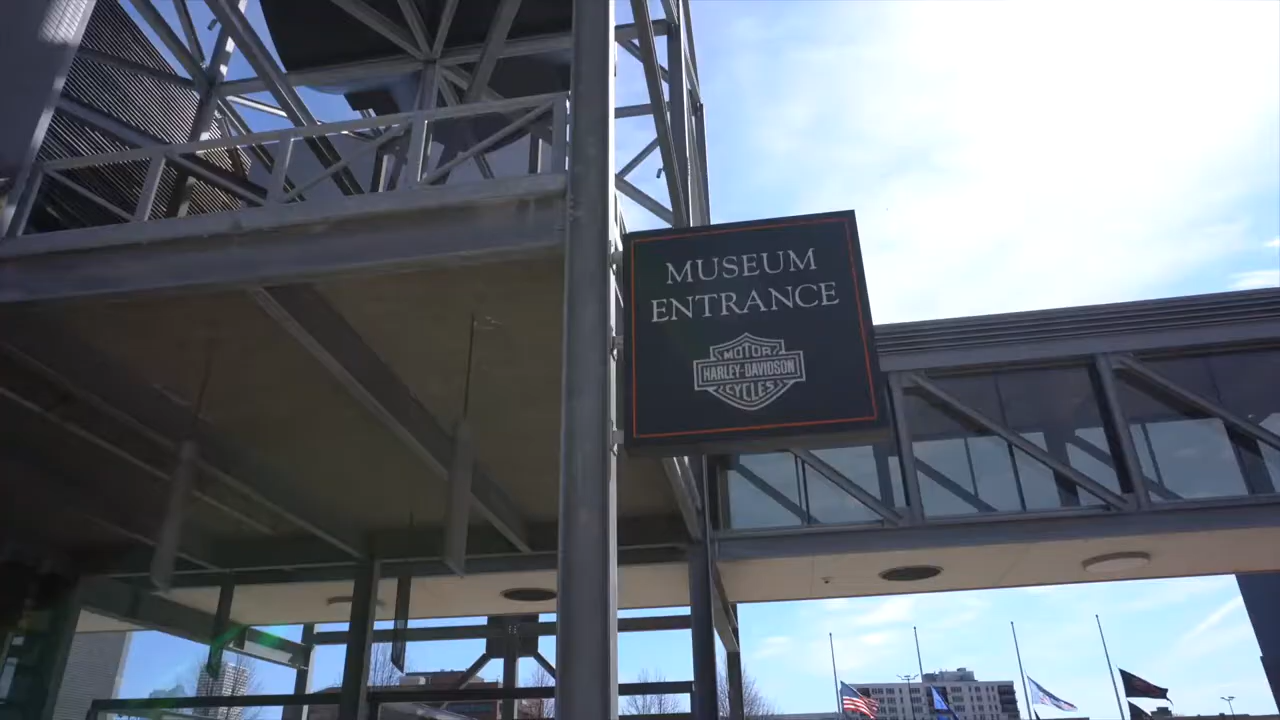 MUSEUM
ENTRANCE
MOTOR
HARLEY-DAVIDSON
CYCLES